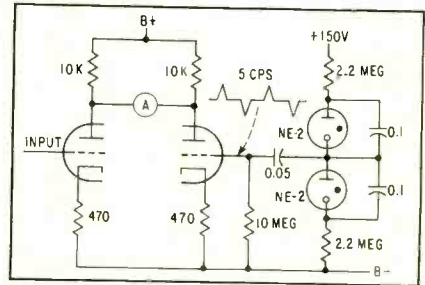 B+
+150V
10K
10K
5 CPS
2.2 MEG
A
NE-2
0.1
INPUT
0.05
NE-2
0.1
470
470
10 MEG
2.2 MEG
B-